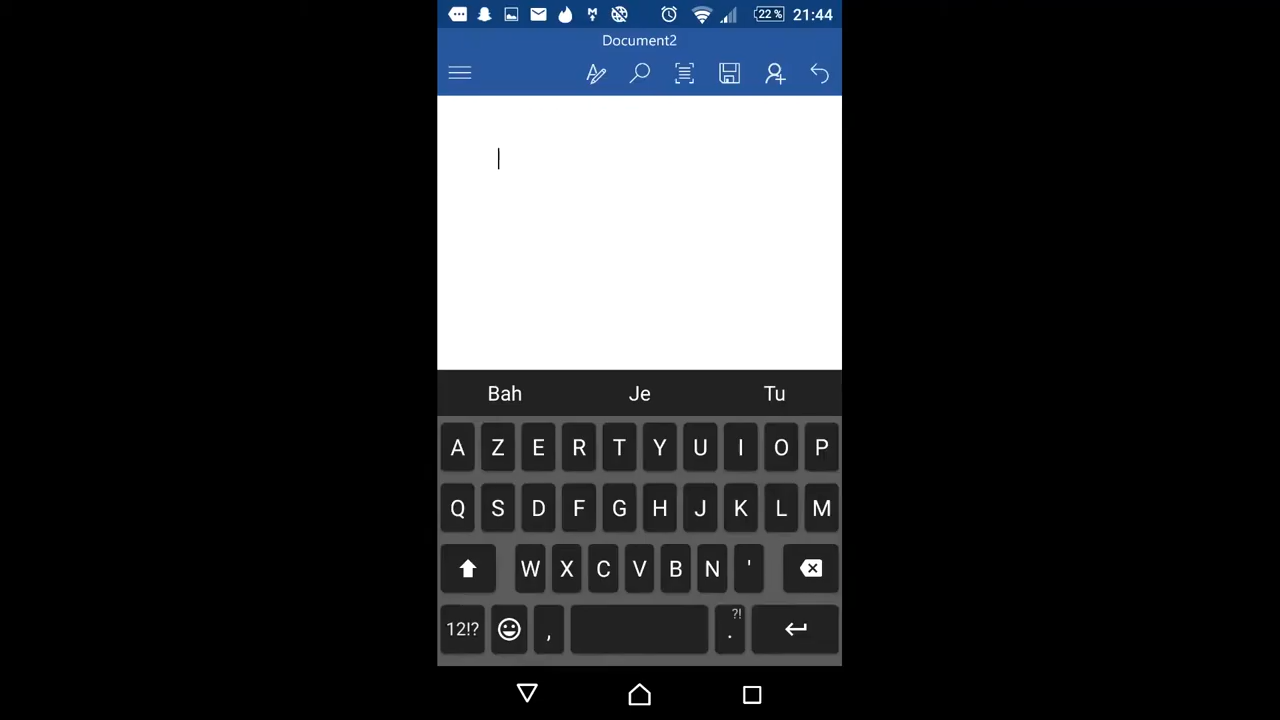 22 % 21:44
Document2
Bah Je Tu
A Z E R T Y U I O P
Q S D F G H J K L M
W X C V B N '
12!? , ?! .